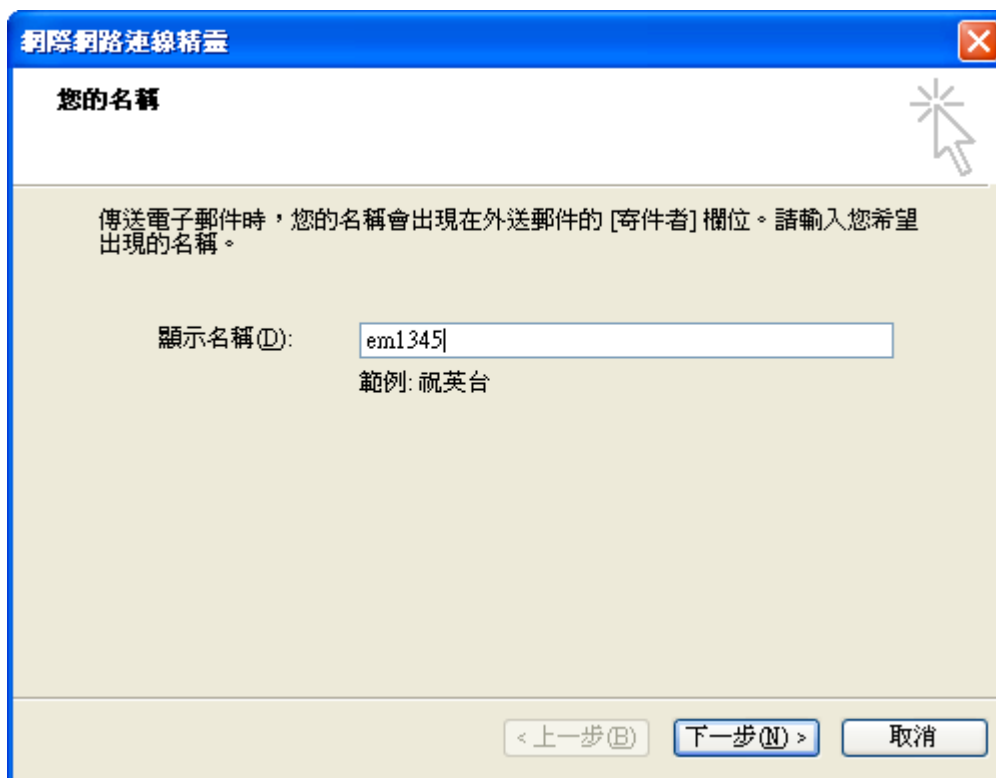 網際網路連線精靈
您的名稱
傳送電子郵件時，您的名稱會出現在外送郵件的 [寄件者] 欄位。請輸入您希望
出現的名稱。
顯示名稱(D): em1345
範例: 祝英台
< 上一步(B) 下一步(N) > 取消